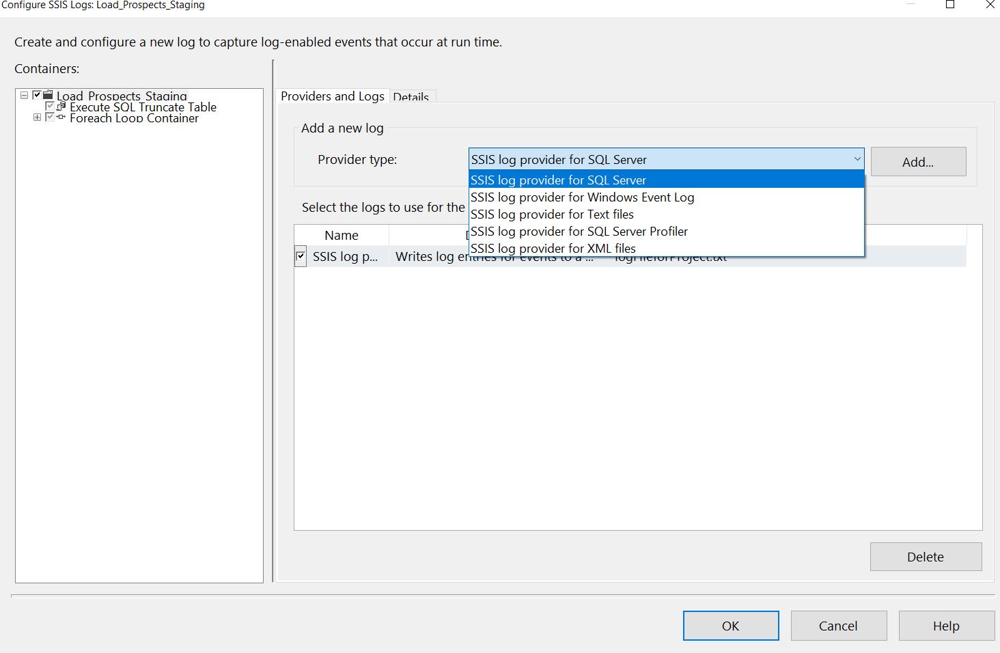 Configure SSIS Logs: Load_Prospects_Staging
Create and configure a new log to capture log-enabled events that occur at run time.
Containers:
Load_Prospects_Staging
Execute SQL Truncate Table
Foreach Loop Container
Providers and Logs
Details
Add a new log
Provider type:
SSIS log provider for SQL Server
Add...
SSIS log provider for SQL Server
SSIS log provider for Windows Event Log
SSIS log provider for Text files
SSIS log provider for SQL Server Profiler
SSIS log provider for XML files
Select the logs to use for the
Name
SSIS log p...
Writes log entries for events to a ...
logFileforProject.txt
Delete
OK
Cancel
Help